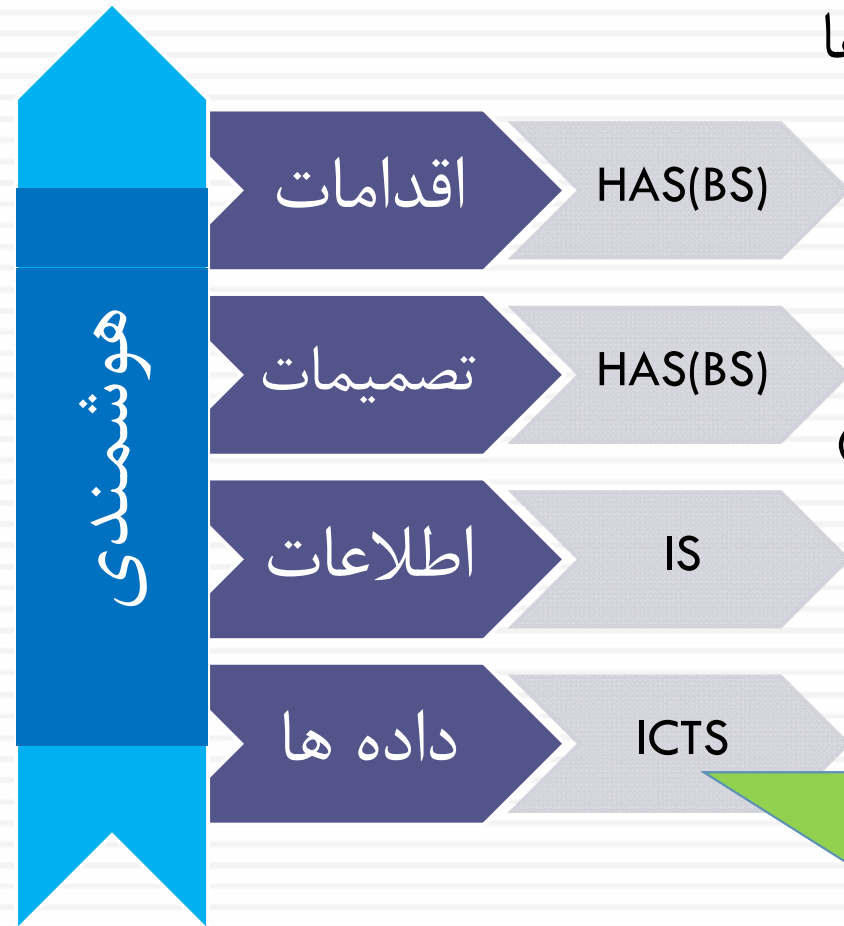 اقدامات HAS(BS)
تصمیمات HAS(BS)
اطلاعات IS
داده ها ICTS
هوشمندی